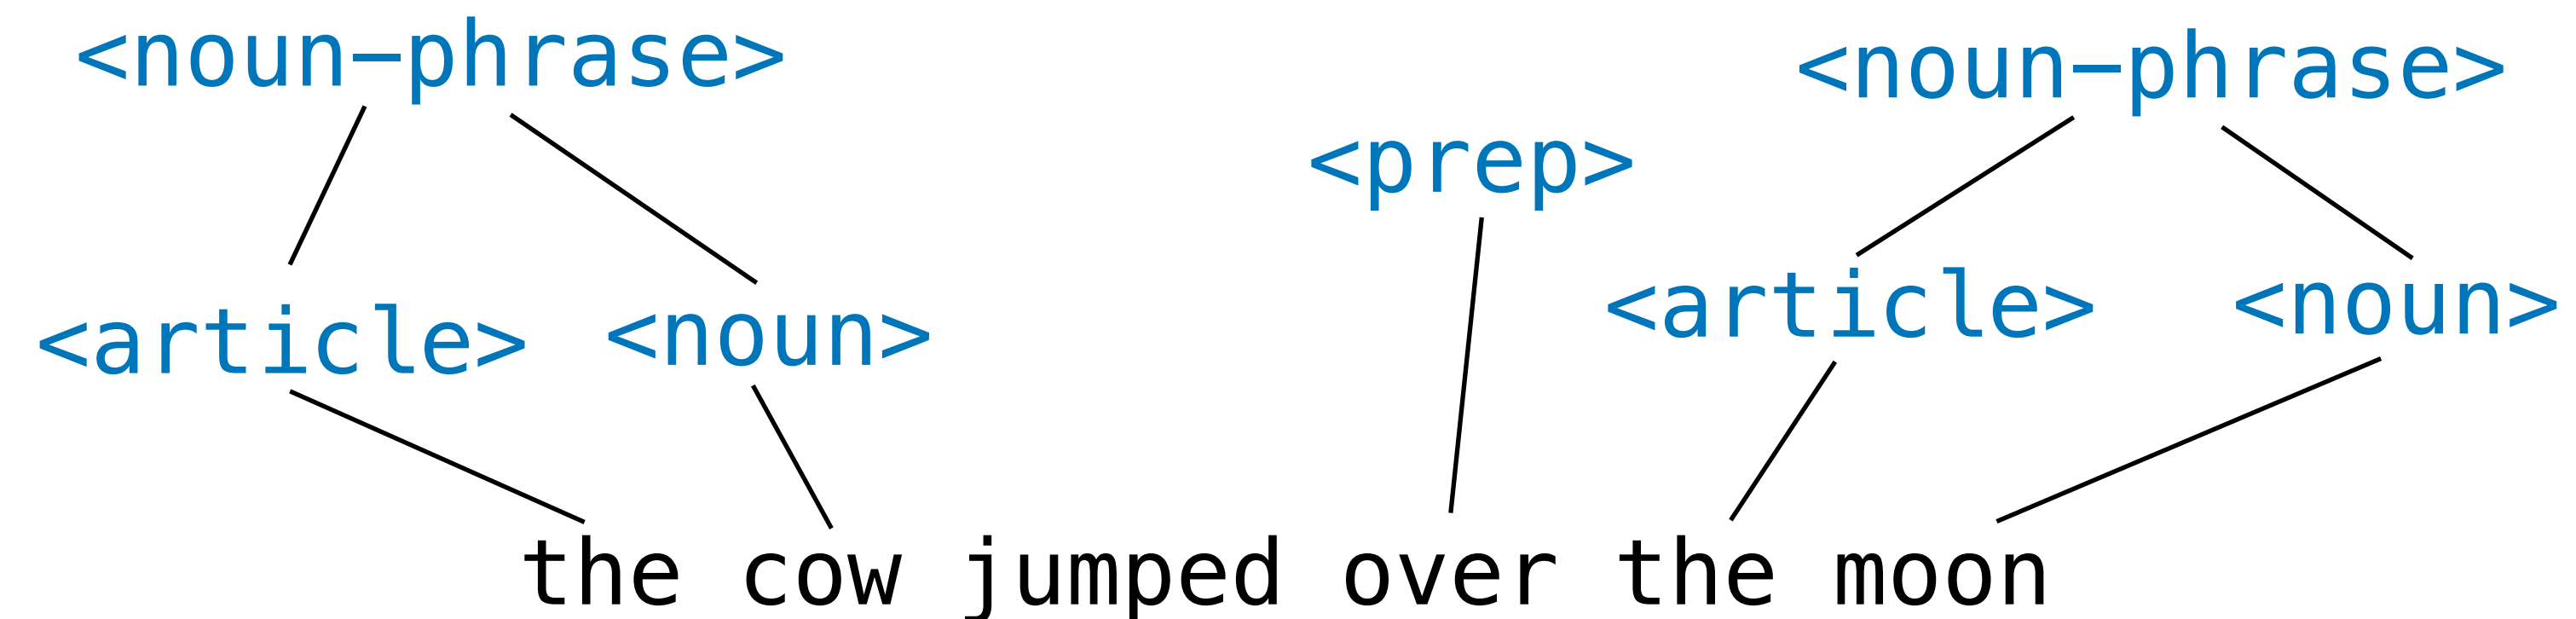 <noun-phrase> <noun-phrase>
<prep>
<article> <noun> <article> <noun>
the cow jumped over the moon